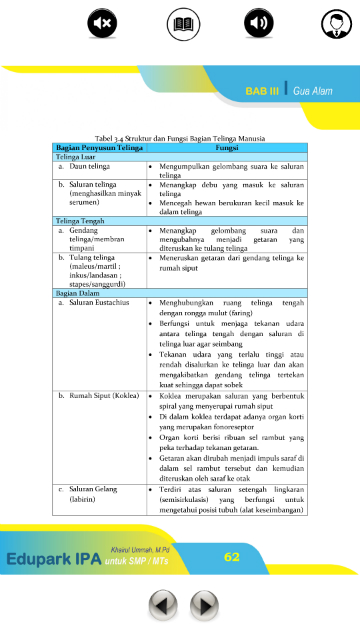 BAB III Gua Alam
Tabel 3.4 Struktur dan Fungsi Bagian Telinga Manusia
Bagian Penyusun Telinga Fungsi
Telinga Luar
a. Daun telinga • Mengumpulkan gelombang suara ke saluran
telinga
b. Saluran telinga • Menangkap debu yang masuk ke saluran
(menghasilkan minyak telinga
serumen) • Mencegah hewan berukuran kecil masuk ke
dalam telinga
Telinga Tengah
a. Gendang • Menangkap gelombang suara dan
telinga/membran mengubahnya menjadi getaran yang
timpani diteruskan ke tulang telinga
b. Tulang telinga • Meneruskan getaran dari gendang telinga ke
(maleus/martil ; rumah siput
inkus/landasan ;
stapes/sanggurdi)
Bagian Dalam
a. Saluran Eustachius • Menghubungkan ruang telinga tengah
dengan rongga mulut (faring)
• Berfungsi untuk menjaga tekanan udara
antara telinga tengah dengan saluran di
telinga luar agar seimbang
• Tekanan udara yang terlalu tinggi atau
rendah disalurkan ke telinga luar dan akan
mengakibatkan gendang telinga tertekan
kuat sehingga dapat sobek
b. Rumah Siput (Koklea) • Koklea merupakan saluran yang berbentuk
spiral yang menyerupai rumah siput
• Di dalam koklea terdapat adanya organ korti
yang merupakan fonoreseptor
• Organ korti berisi ribuan sel rambut yang
peka terhadap tekanan getaran.
• Getaran akan dirubah menjadi impuls saraf di
dalam sel rambut tersebut dan kemudian
diteruskan oleh saraf ke otak
c. Saluran Gelang • Terdiri atas saluran setengah lingkaran
(labirin) (semisirkulasis) yang berfungsi untuk
mengetahui posisi tubuh (alat keseimbangan)
Khairul Ummah, M.Pd
Edupark IPA untuk SMP / MTs 62